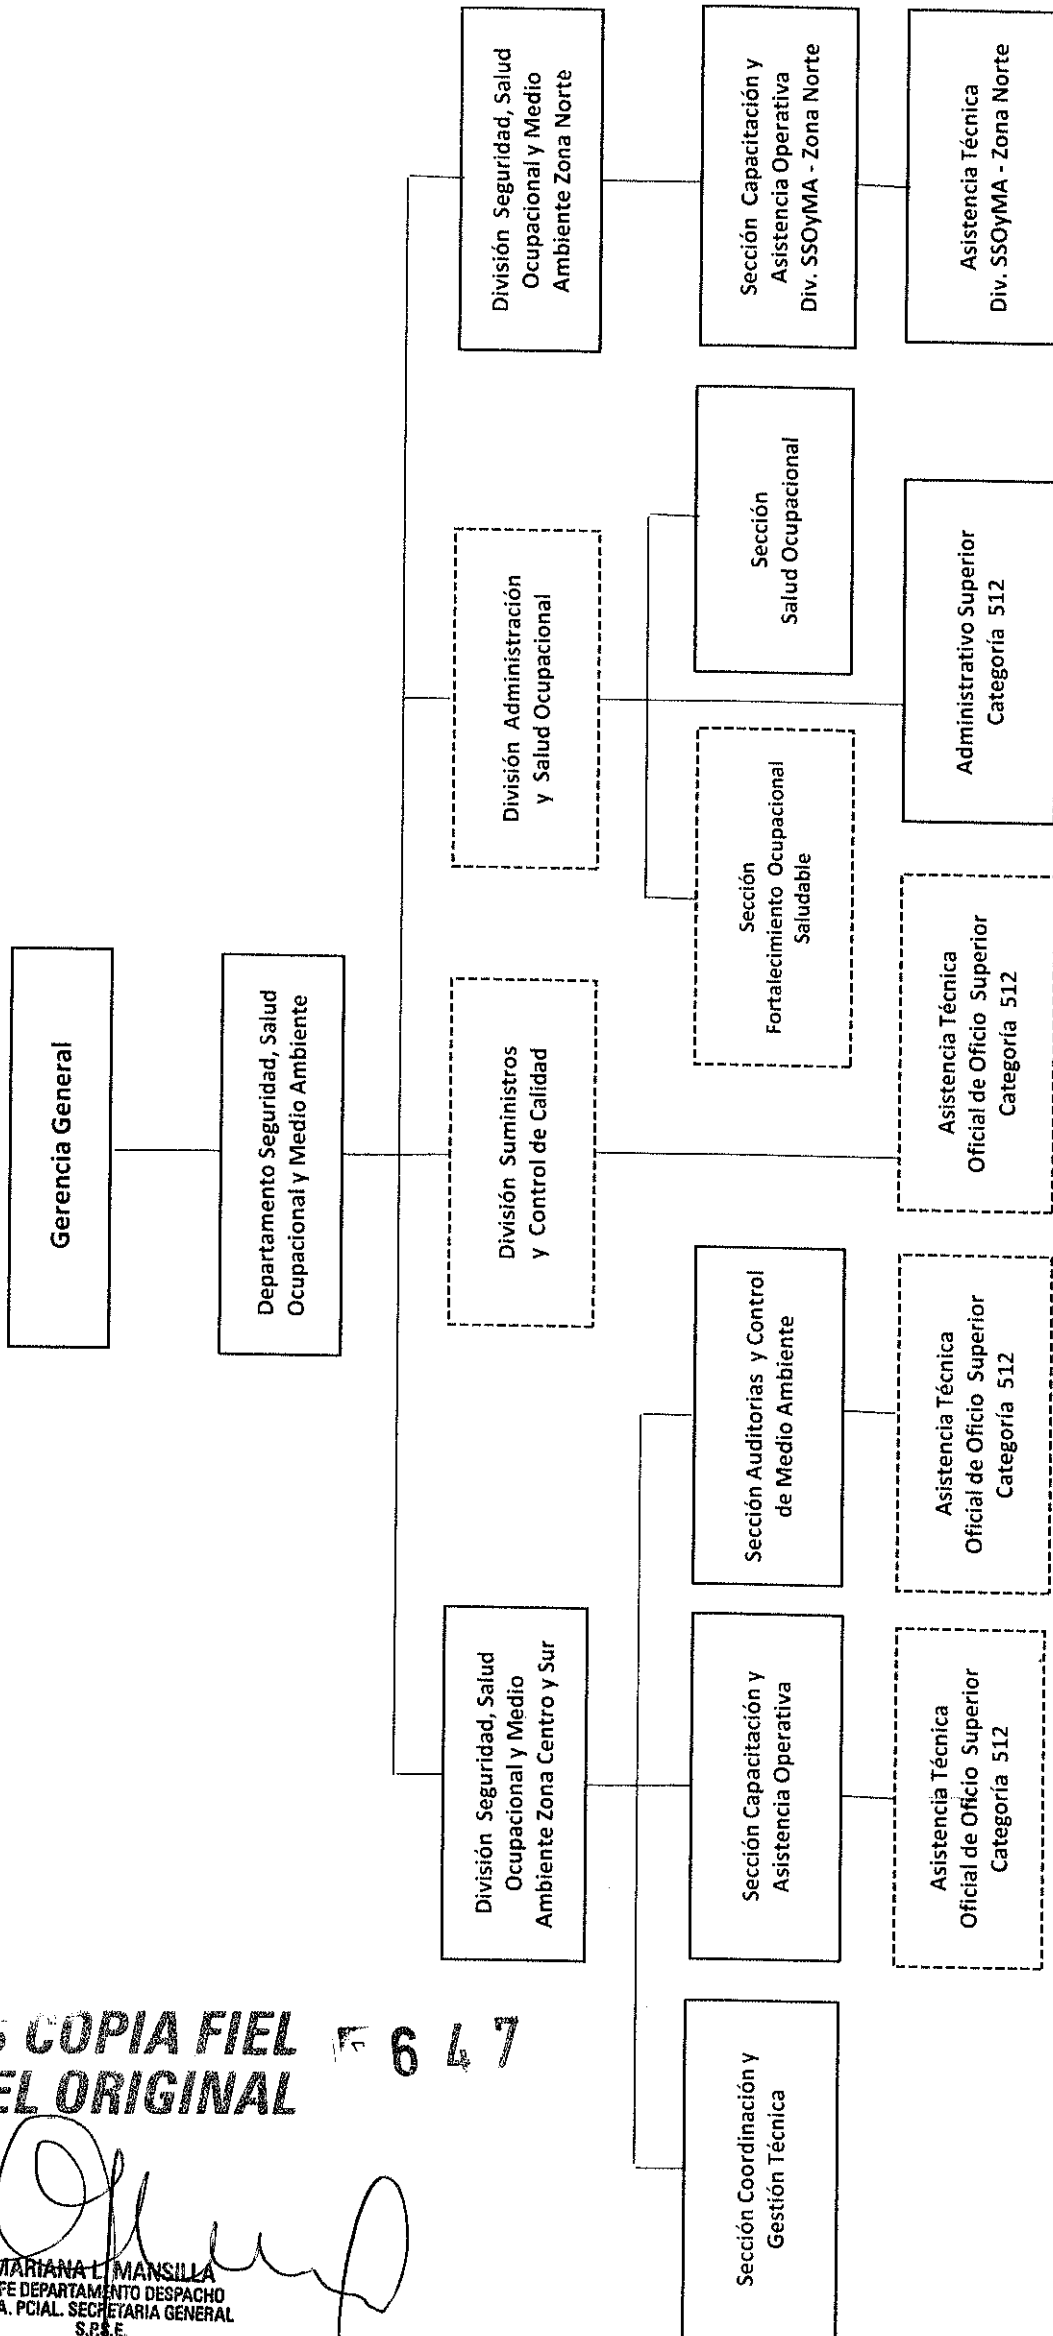 Gerencia General
Departamento Seguridad, Salud
Ocupacional y Medio Ambiente
División Seguridad, Salud
Ocupacional y Medio
Ambiente Zona Centro y Sur
División Suministros
y Control de Calidad
División Administración
y Salud Ocupacional
División Seguridad, Salud
Ocupacional y Medio
Ambiente Zona Norte
Sección Coordinación y
Gestión Técnica
Sección Capacitación y
Asistencia Operativa
Sección Auditorias y Control
de Medio Ambiente
Sección
Fortalecimiento Ocupacional
Saludable
Sección
Salud Ocupacional
Sección Capacitación y
Asistencia Operativa
Div. SSOyMA - Zona Norte
Asistencia Técnica
Oficial de Oficio Superior
Categoría 512
Asistencia Técnica
Oficial de Oficio Superior
Categoría 512
Asistencia Técnica
Oficial de Oficio Superior
Categoría 512
Administrativo Superior
Categoría 512
Asistencia Técnica
Div. SSOyMA - Zona Norte
COPIA FIEL
ORIGINAL
647
MARIANA L. MANSILLA
DEPARTAMENTO DESPACHO
PCIAL. SECRETARIA GENERAL
S.P.S.E.